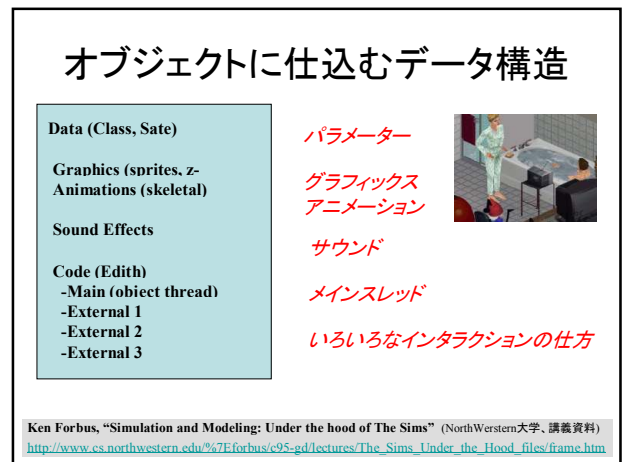 オブジェクトに仕込むデータ構造
Data (Class, Sate)
Graphics (sprites, z-
Animations (skeletal)
Sound Effects
Code (Edith)
-Main (object thread)
-External 1
-External 2
-External 3
パラメーター
グラフィックス
アニメーション
サウンド
メインスレッド
いろいろなインタラクションの仕方
Ken Forbus, “Simulation and Modeling: Under the hood of The Sims” (NorthWerstern大学、講義資料)
http://www.cs.northwestern.edu/%7Eforbus/c95-gd/lectures/The_Sims_Under_the_Hood_files/frame.htm